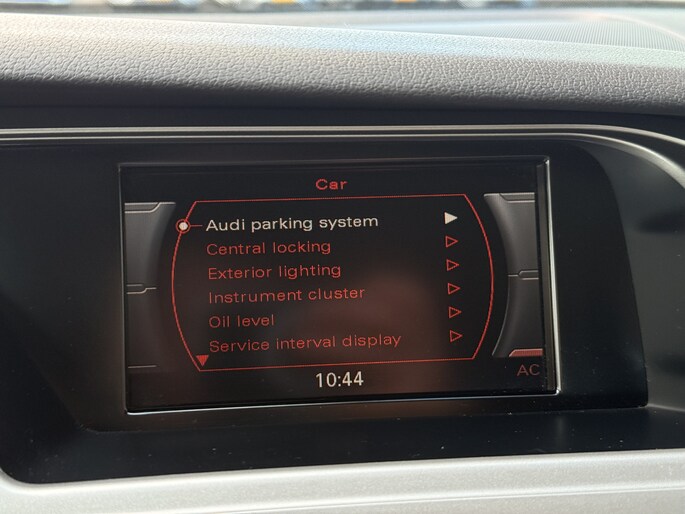 Car
Audi parking system
Central locking
Exterior lighting
Instrument cluster
Oil level
Service interval display
10:44
AC